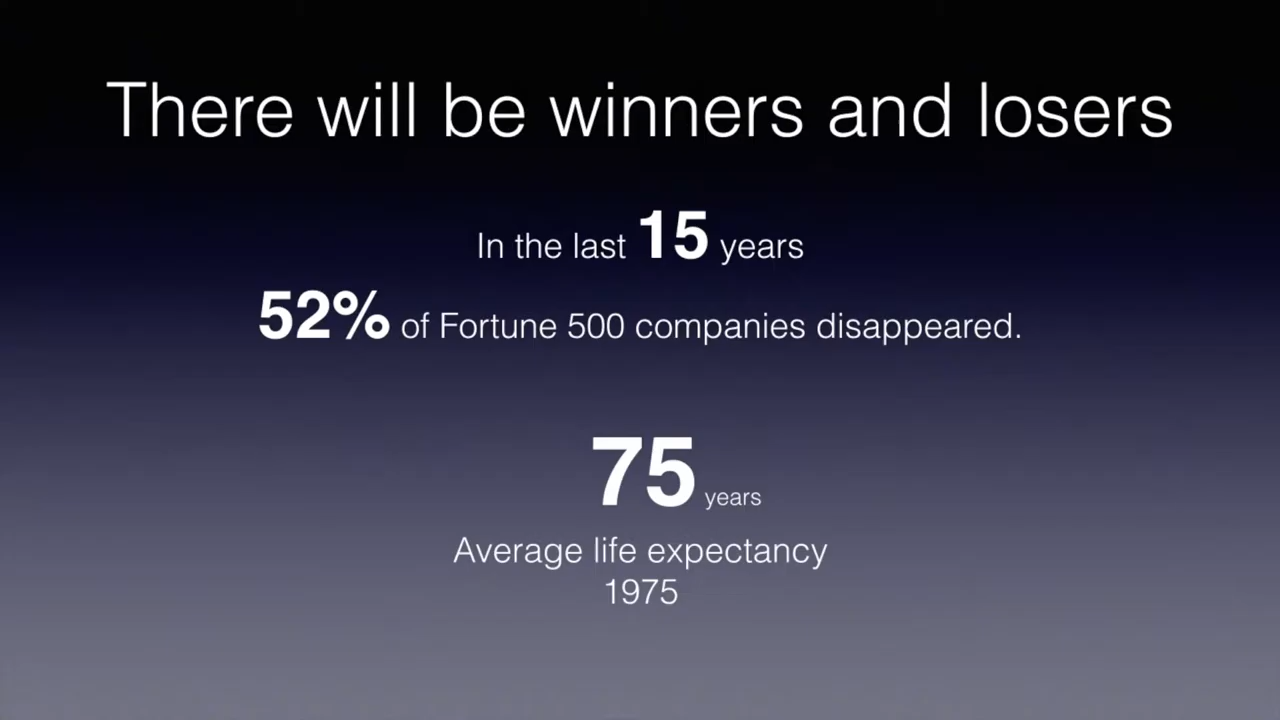 There will be winners and losers
In the last 15 years
52% of Fortune 500 companies disappeared.
75 years
Average life expectancy
1975